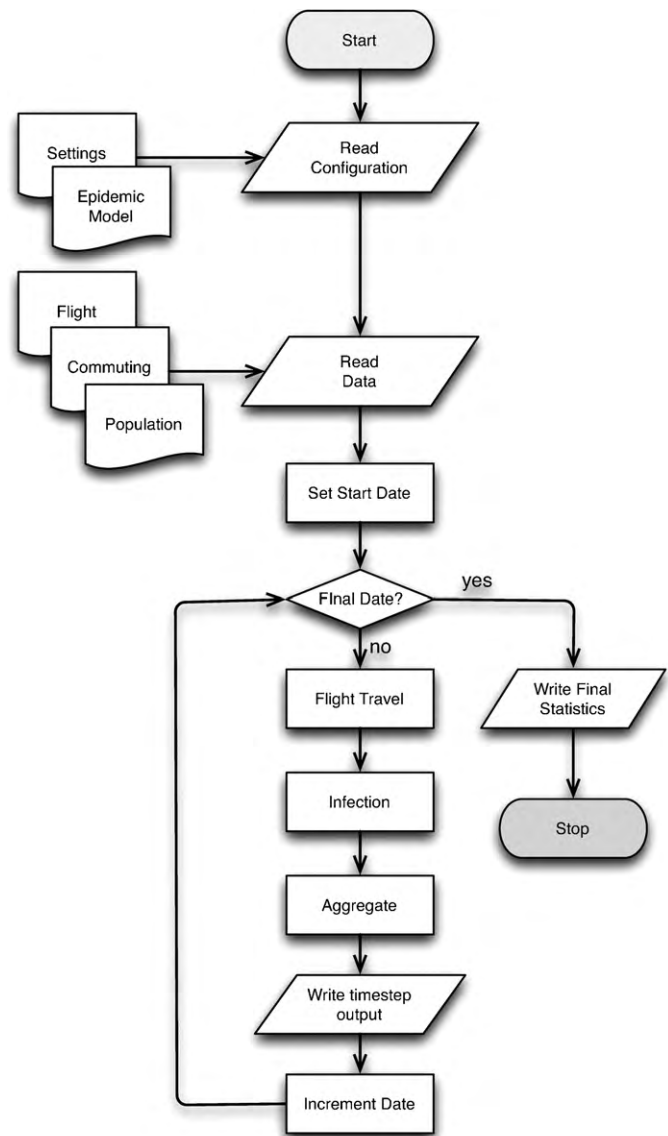 Start
Settings
Epidemic
Model
Read
Configuration
Flight
Commuting
Population
Read
Data
Set Start Date
FInal Date?
yes
no
Flight Travel
Write Final
Statistics
Infection
Stop
Aggregate
Write timestep
output
Increment Date